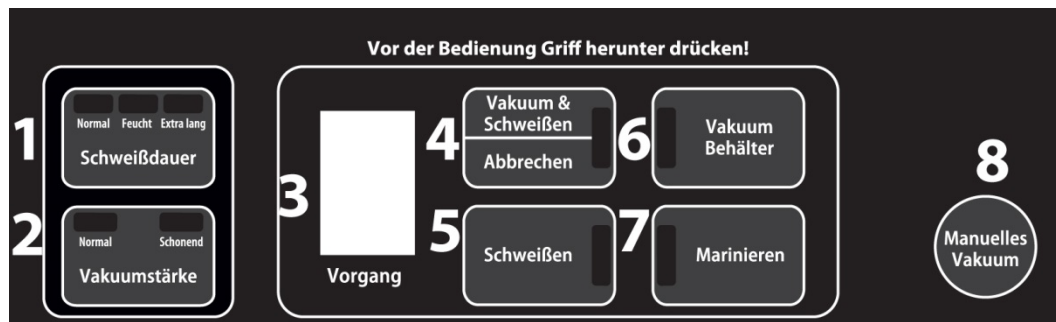 Vor der Bedienung Griff herunter drücken!
1
Normal Feucht Extra lang
Schweißdauer
2
Normal Schonend
Vakuumstärke
3
Vorgang
4
Vakuum &
Schweißen
Abbrechen
5
Schweißen
6
Vakuum
Behälter
7
Marinieren
8
Manuelles
Vakuum